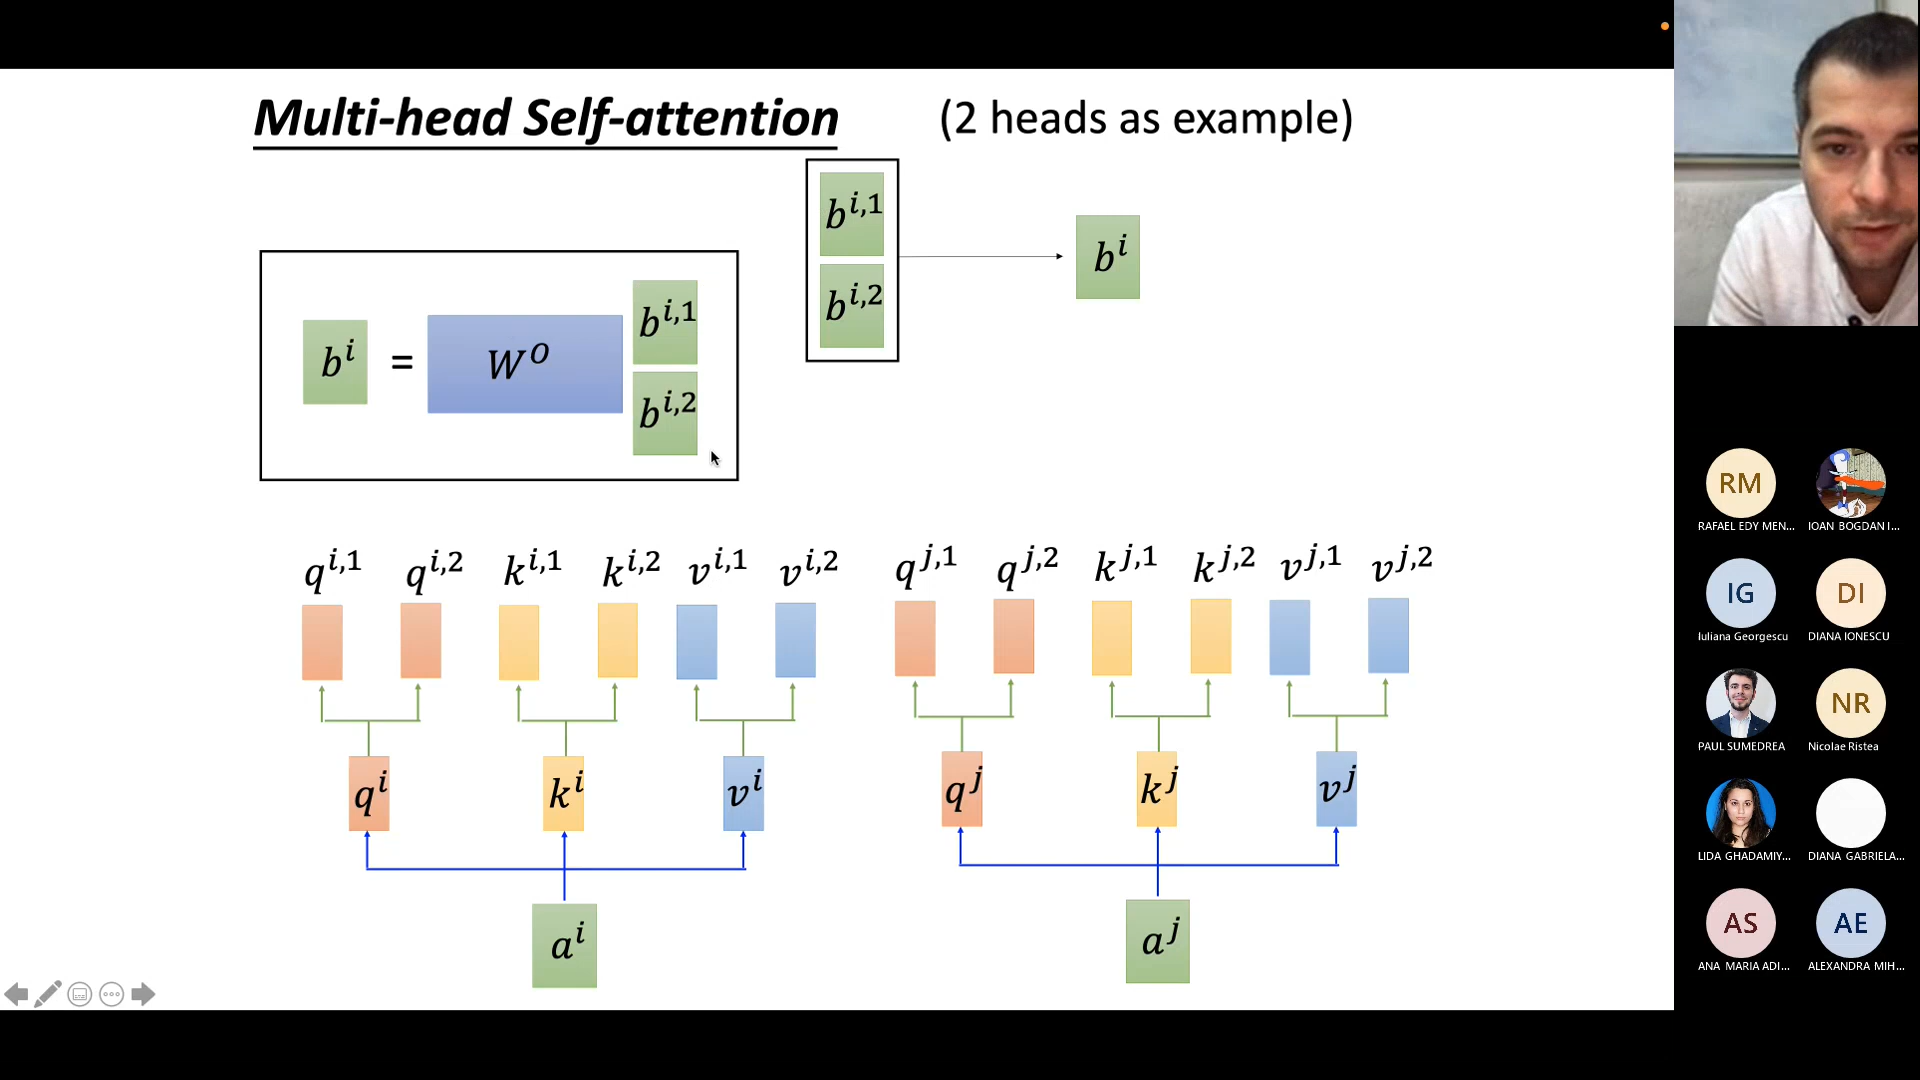 Multi-head Self-attention (2 heads as example)
b^{i,1}
b^{i,2}
b^i
b^i = W^O b^{i,1}
b^{i,2}
q^{i,1} q^{i,2} k^{i,1} k^{i,2} v^{i,1} v^{i,2} q^{j,1} q^{j,2} k^{j,1} k^{j,2} v^{j,1} v^{j,2}
q^i k^i v^i q^j k^j v^j
a^i a^j
RM
RAFAEL EDY MEN... IOAN BOGDAN I...
IG DI
Iuliana Georgescu DIANA IONESCU
NR
PAUL SUMEDREA Nicolae Ristea
LIDA GHADAMIY... DIANA GABRIELA...
AS AE
ANA MARIA ADI... ALEXANDRA MIH...